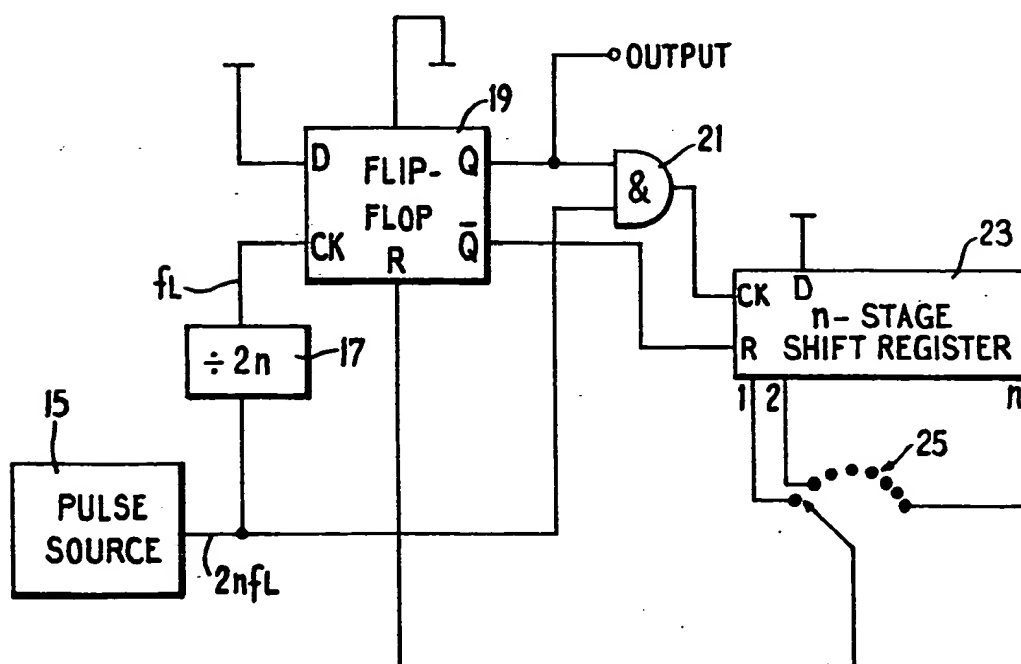 OUTPUT
19
D
FLIP-
FLOP
Q
CK
R
Q̅
21
&
fL
÷ 2n
17
23
CK
D
n- STAGE
SHIFT REGISTER
R
1
2
n
15
PULSE
SOURCE
2nfL
25